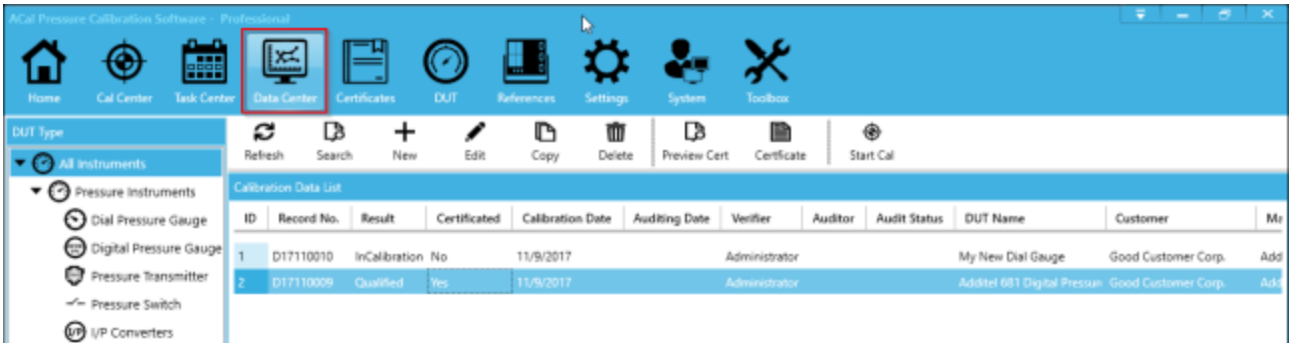 ACal Pressure Calibration Software - Professional
Home Cal Center Task Center Data Center Certificates DUT References Settings System Toolbox
DUT Type
Refresh Search New Edit Copy Delete Preview Cert Certficate Start Cal
All Instruments
Calibration Data List
Pressure Instruments
ID Record No. Result Certificated Calibration Date Auditing Date Verifier Auditor Audit Status DUT Name Customer Ma
Dial Pressure Gauge
Digital Pressure Gauge
1 D17110010 InCalibration No 11/9/2017 Administrator My New Dial Gauge Good Customer Corp. Add
Pressure Transmitter
2 D17110009 Qualified Yes 11/9/2017 Administrator Additel 681 Digital Pressur Good Customer Corp. Add
Pressure Switch
I/P I/P Converters